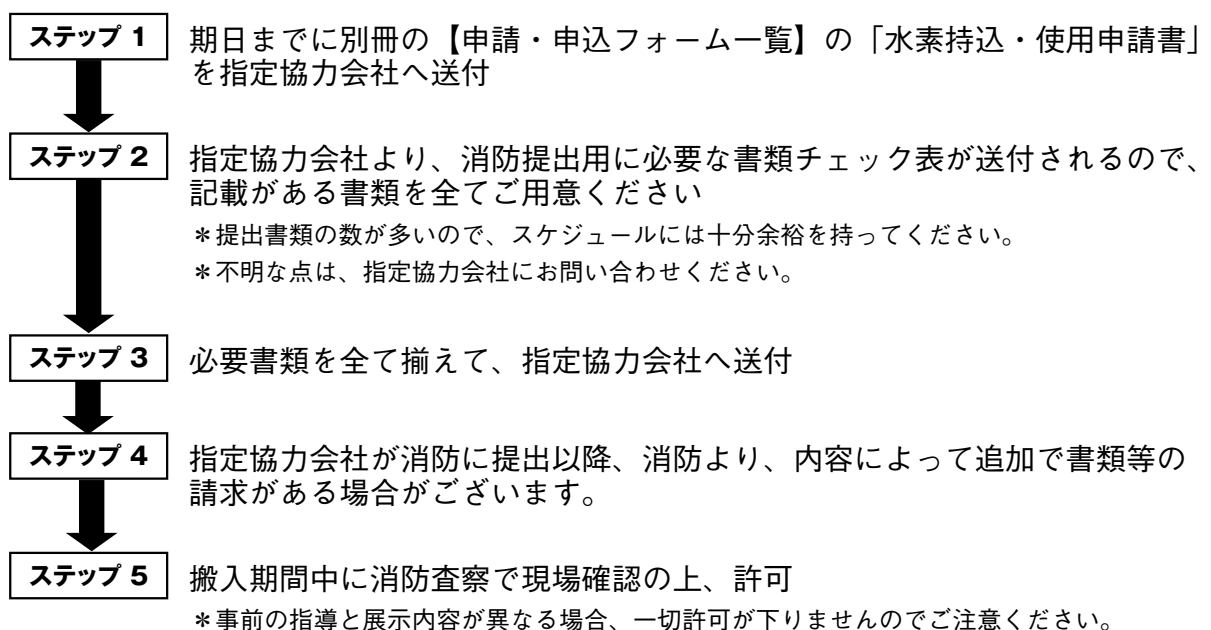 ステップ 1
期日までに別冊の【申請・申込フォーム一覧】の「水素持込・使用申請書」
を指定協力会社へ送付
ステップ 2
指定協力会社より、消防提出用に必要な書類チェック表が送付されるので、
記載がある書類を全てご用意ください
＊提出書類の数が多いので、スケジュールには十分余裕を持ってください。
＊不明な点は、指定協力会社にお問い合わせください。
ステップ 3
必要書類を全て揃えて、指定協力会社へ送付
ステップ 4
指定協力会社が消防に提出以降、消防より、内容によって追加で書類等の
請求がある場合がございます。
ステップ 5
搬入期間中に消防査察で現場確認の上、許可
＊事前の指導と展示内容が異なる場合、一切許可が下りませんのでご注意ください。